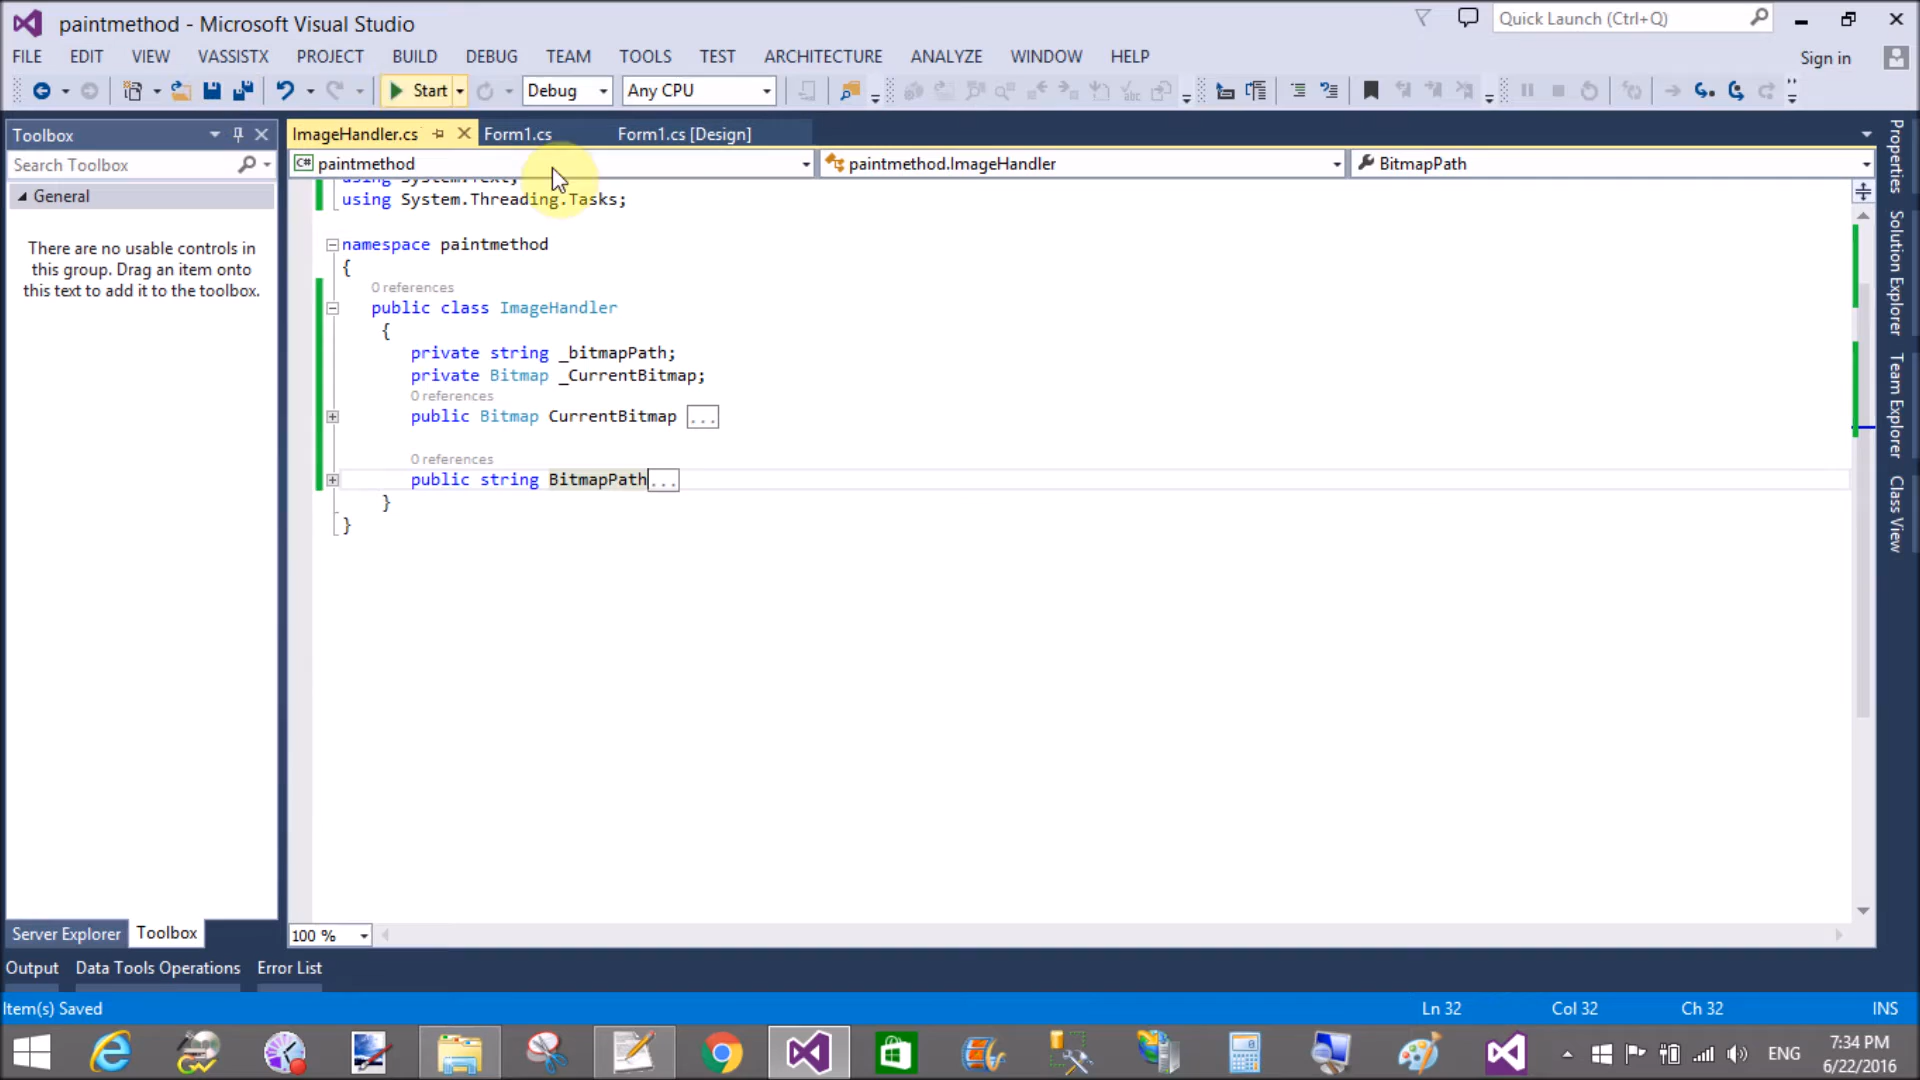 paintmethod - Microsoft Visual Studio
Quick Launch (Ctrl+Q)
FILE EDIT VIEW VASSISTX PROJECT BUILD DEBUG TEAM TOOLS TEST ARCHITECTURE ANALYZE WINDOW HELP
Sign in
Start Debug Any CPU
Toolbox
ImageHandler.cs Form1.cs Form1.cs [Design]
Search Toolbox
C# paintmethod paintmethod.ImageHandler BitmapPath
General
There are no usable controls in
this group. Drag an item onto
this text to add it to the toolbox.
using System.Text;
using System.Threading.Tasks;
namespace paintmethod
{
0 references
public class ImageHandler
{
private string _bitmapPath;
private Bitmap _CurrentBitmap;
0 references
public Bitmap CurrentBitmap ...
0 references
public string BitmapPath...
}
}
Properties
Solution Explorer
Team Explorer
Class View
100 %
Server Explorer Toolbox
Output Data Tools Operations Error List
Item(s) Saved
Ln 32 Col 32 Ch 32 INS
ENG
7:34 PM
6/22/2016